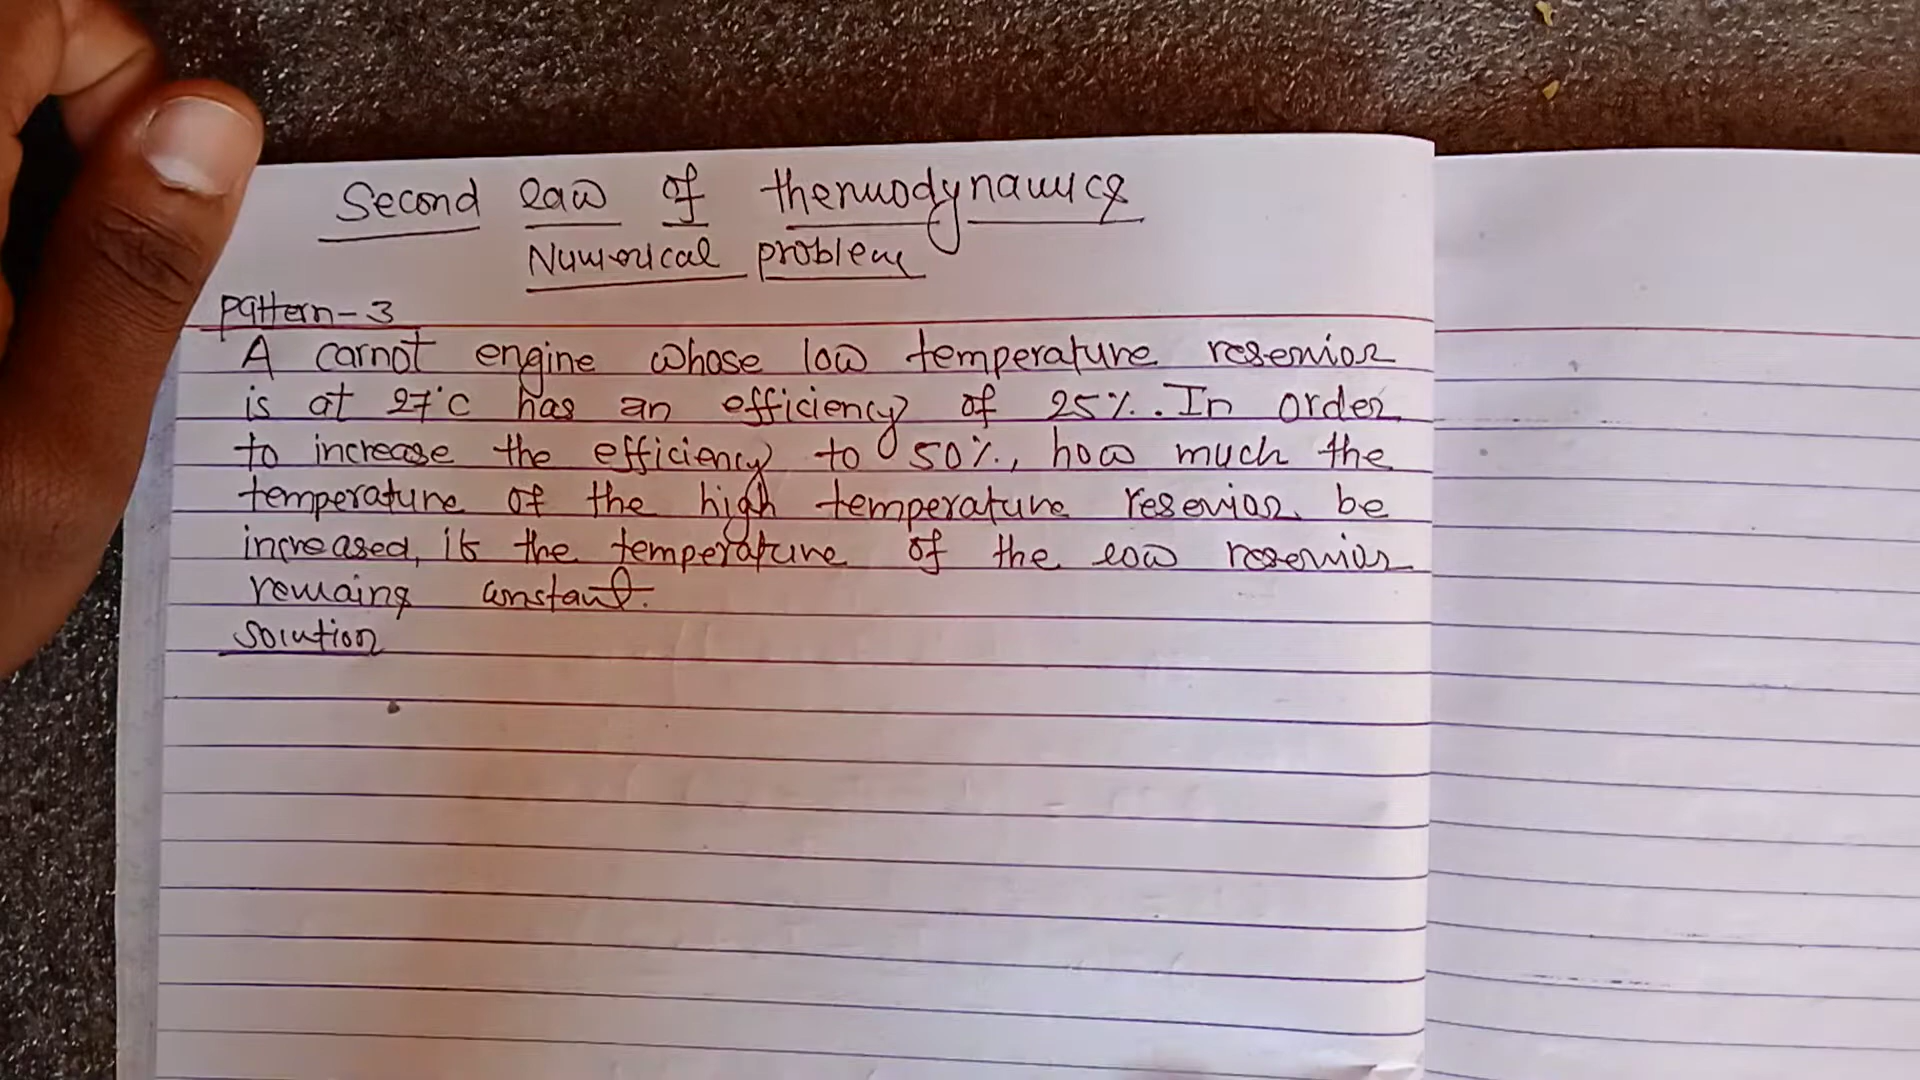 Second law of thermodynamics
Numerical problem
pattern-3
A carnot engine whose low temperature reservior
is at 27°C has an efficiency of 25%. In order
to increase the efficiency to 50%, how much the
temperature of the high temperature resevior be
increased, if the temperature of the low reservior
remains constant.
Solution